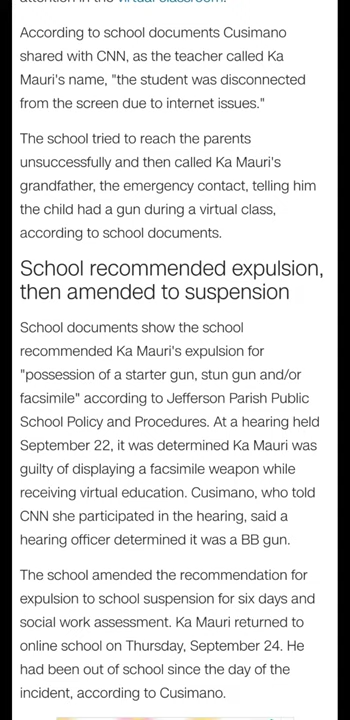 attention in the virtual classroom.
According to school documents Cusimano
shared with CNN, as the teacher called Ka
Mauri's name, "the student was disconnected
from the screen due to internet issues."
The school tried to reach the parents
unsuccessfully and then called Ka Mauri's
grandfather, the emergency contact, telling him
the child had a gun during a virtual class,
according to school documents.
School recommended expulsion,
then amended to suspension
School documents show the school
recommended Ka Mauri's expulsion for
"possession of a starter gun, stun gun and/or
facsimile" according to Jefferson Parish Public
School Policy and Procedures. At a hearing held
September 22, it was determined Ka Mauri was
guilty of displaying a facsimile weapon while
receiving virtual education. Cusimano, who told
CNN she participated in the hearing, said a
hearing officer determined it was a BB gun.
The school amended the recommendation for
expulsion to school suspension for six days and
social work assessment. Ka Mauri returned to
online school on Thursday, September 24. He
had been out of school since the day of the
incident, according to Cusimano.